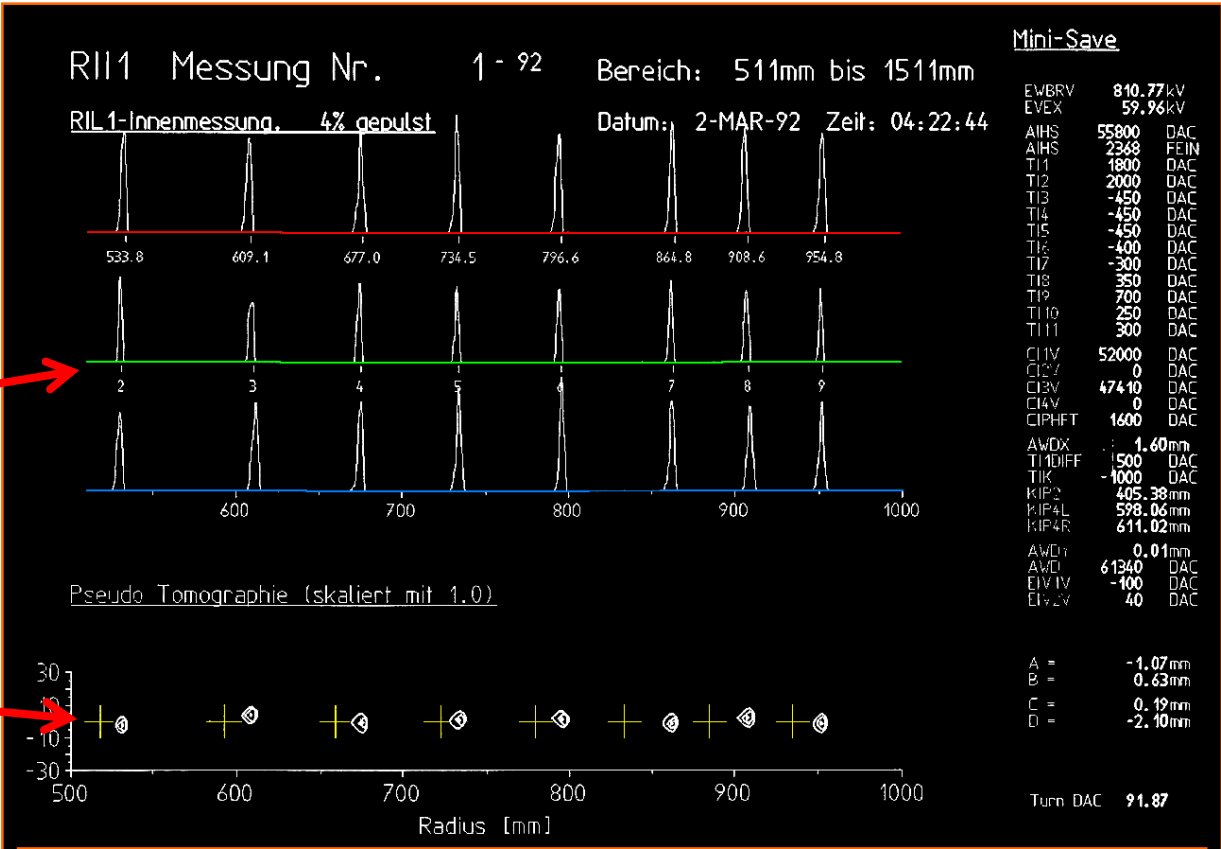 RII1 Messung Nr. 1 - 92 Bereich: 511mm bis 1511mm
RIL1-Innenmessung, 4% gepulst Datum: 2-MAR-92 Zeit: 04:22:44
533.8 609.1 677.0 734.5 796.6 864.8 908.6 954.8
2 3 4 5 6 7 8 9
600 700 800 900 1000
Pseudo Tomographie (skaliert mit 1.0)
30
10
-10
-30
500 600 700 800 900 1000
Radius [mm]
Mini-Save
EWBRV 810.77kV
EVEX 59.96kV
AIHS 55800 DAC
AIHS 2368 FEIN
TI1 1800 DAC
TI2 2000 DAC
TI3 -450 DAC
TI4 -450 DAC
TI5 -450 DAC
TI6 -400 DAC
TI7 -300 DAC
TI8 350 DAC
TI9 700 DAC
TI10 250 DAC
TI11 300 DAC
CI1V 52000 DAC
CI2V 0 DAC
CI3V 47410 DAC
CI4V 0 DAC
CIPHFT 1600 DAC
AWDX 1.60mm
TI1DIFF 1500 DAC
TIK -1000 DAC
KIP2 405.38mm
KIP4L 598.06mm
KIP4R 611.02mm
0.01mm
AWD 61340 DAC
EIV1V -100 DAC
EIV2V 40 DAC
A = -1.07mm
B = 0.63mm
C = 0.19mm
D = -2.10mm
Turn DAC 91.87